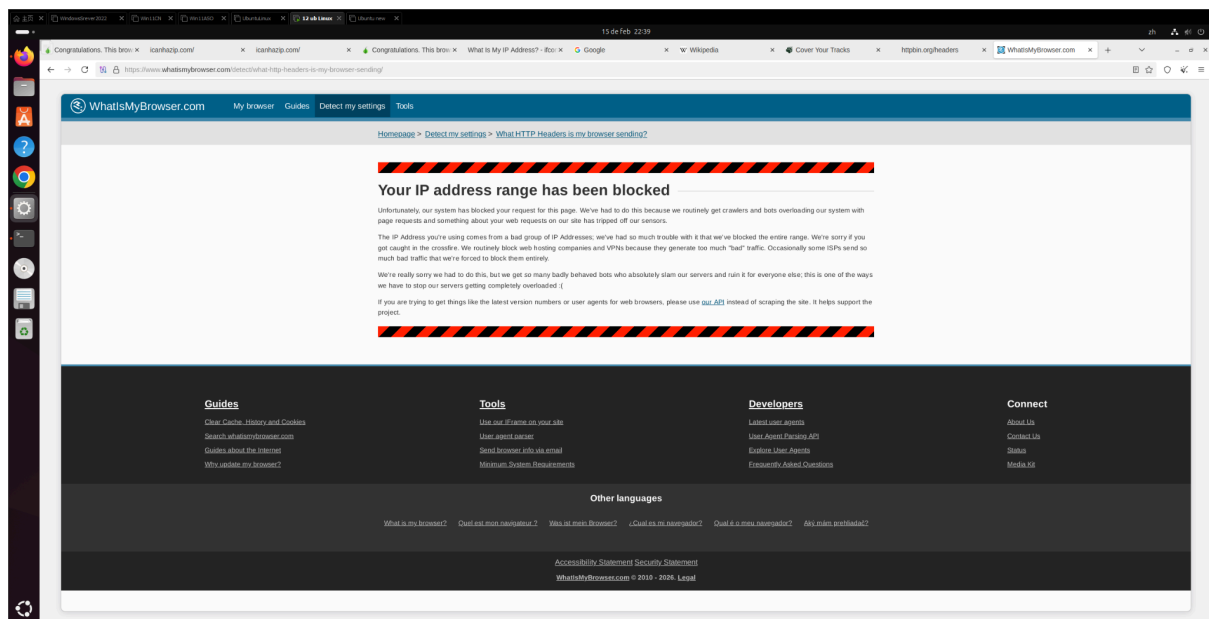 主页 WindowsSrever2022 Win11CN Win11ASO UbuntuLinux 12 ub Linux Ubuntu new
15 de feb 22:39 zh
Congratulations. This brow icanhazip.com/ icanhazip.com/ Congratulations. This brow What Is My IP Address? - ifco Google Wikipedia Cover Your Tracks httpbin.org/headers WhatIsMyBrowser.com
https://www.whatismybrowser.com/detect/what-http-headers-is-my-browser-sending/
WhatIsMyBrowser.com My browser Guides Detect my settings Tools
Homepage > Detect my settings > What HTTP Headers is my browser sending?
Your IP address range has been blocked
Unfortunately, our system has blocked your request for this page. We've had to do this because we routinely get crawlers and bots overloading our system with
page requests and something about your web requests on our site has tripped off our sensors.
The IP Address you're using comes from a bad group of IP Addresses; we've had so much trouble with it that we've blocked the entire range. We're sorry if you
got caught in the crossfire. We routinely block web hosting companies and VPNs because they generate too much "bad" traffic. Occasionally some ISPs send so
much bad traffic that we're forced to block them entirely.
We're really sorry we had to do this, but we get so many badly behaved bots who absolutely slam our servers and ruin it for everyone else; this is one of the ways
we have to stop our servers getting completely overloaded :(
If you are trying to get things like the latest version numbers or user agents for web browsers, please use our API instead of scraping the site. It helps support the
project.
Guides Tools Developers Connect
Clear Cache, History and Cookies Use our IFrame on your site Latest user agents About Us
Search whatismybrowser.com User agent parser User Agent Parsing API Contact Us
Guides about the Internet Send browser info via email Explore User Agents Status
Why update my browser? Minimum System Requirements Frequently Asked Questions Media Kit
Other languages
What is my browser? Quel est mon navigateur ? Was ist mein Browser? ¿Cual es mi navegador? Qual é o meu navegador? Aký mám prehliadač?
Accessibility Statement Security Statement
WhatIsMyBrowser.com © 2010 - 2026. Legal